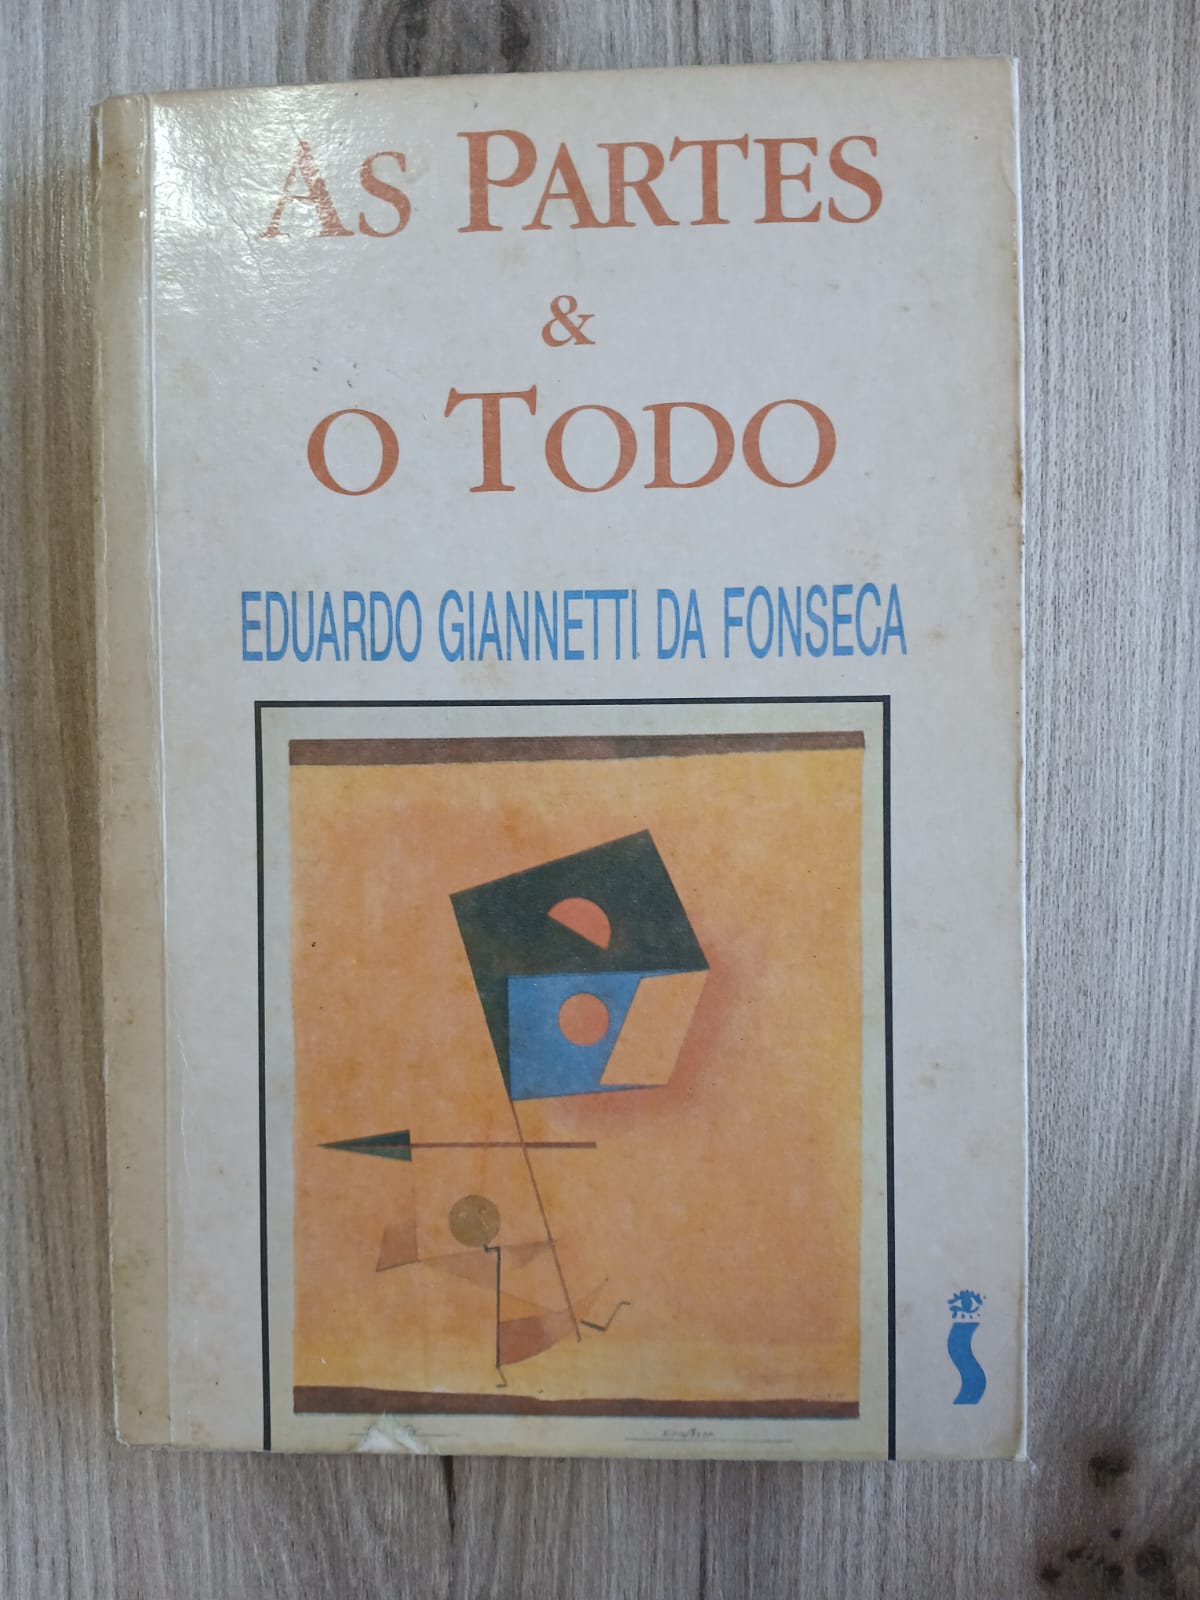 AS PARTES
&
O TODO
EDUARDO GIANNETTI DA FONSECA